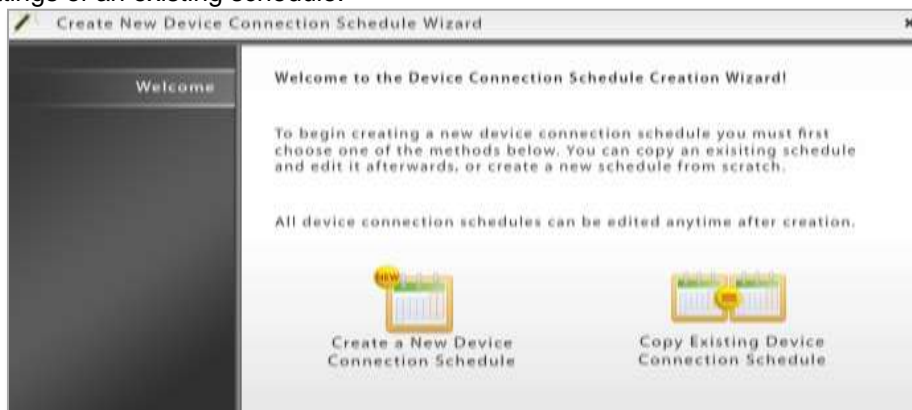 Create New Device Connection Schedule Wizard
Welcome
Welcome to the Device Connection Schedule Creation Wizard!
To begin creating a new device connection schedule you must first
choose one of the methods below. You can copy an exisiting schedule
and edit it afterwards, or create a new schedule from scratch.
All device connection schedules can be edited anytime after creation.
NEW
Create a New Device
Connection Schedule
Copy Existing Device
Connection Schedule